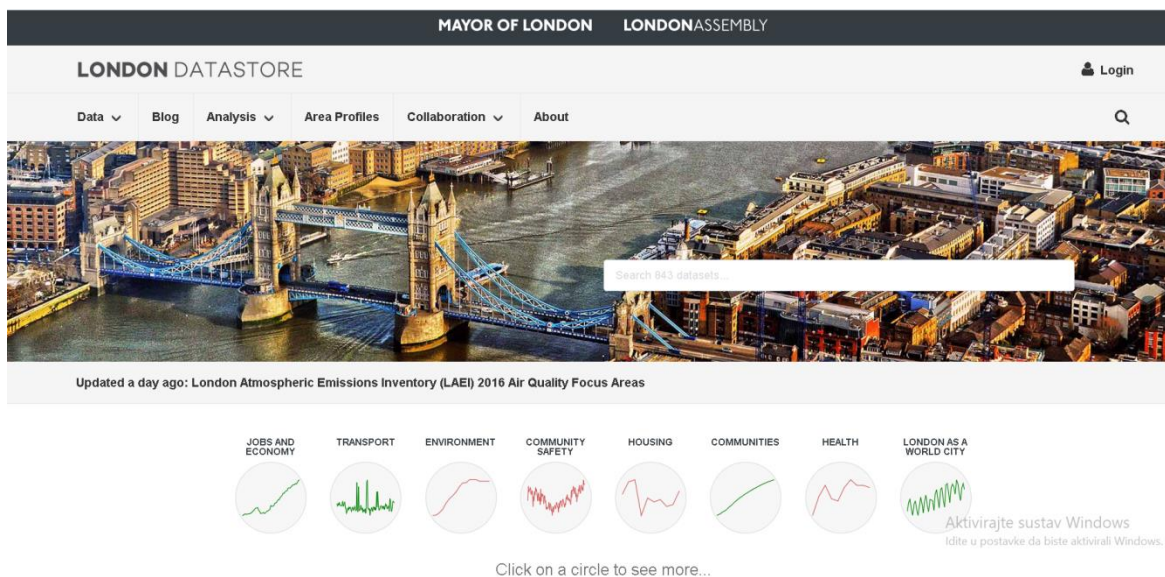 MAYOR OF LONDON LONDONASSEMBLY
LONDON DATASTORE
Login
Data Blog Analysis Area Profiles Collaboration About
Search 843 datasets...
Updated a day ago: London Atmospheric Emissions Inventory (LAEI) 2016 Air Quality Focus Areas
JOBS AND
ECONOMY
TRANSPORT
ENVIRONMENT
COMMUNITY
SAFETY
HOUSING
COMMUNITIES
HEALTH
LONDON AS A
WORLD CITY
Aktivirajte sustav Windows
Idite u postavke da biste aktivirali Windows.
Click on a circle to see more...